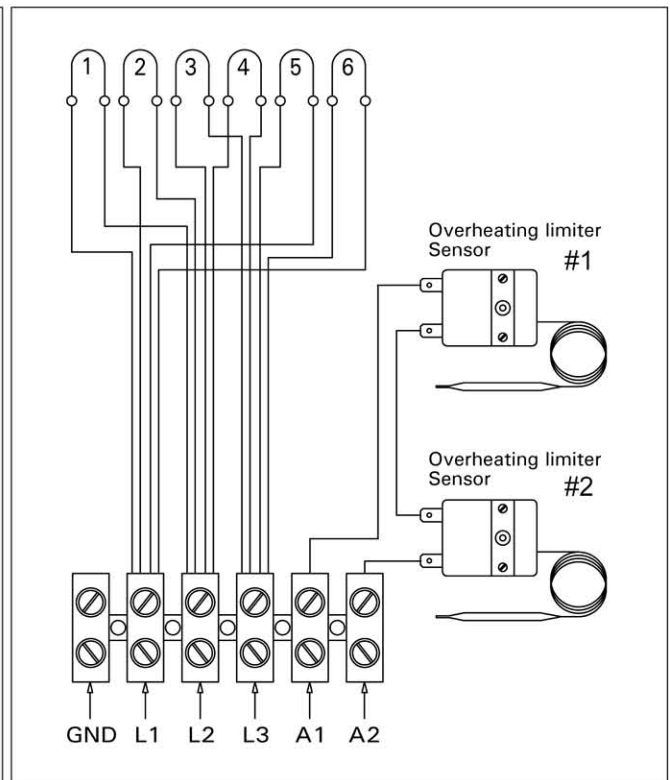 1 2 3 4 5 6
Overheating limiter
Sensor
#1
Overheating limiter
Sensor
#2
GND L1 L2 L3 A1 A2